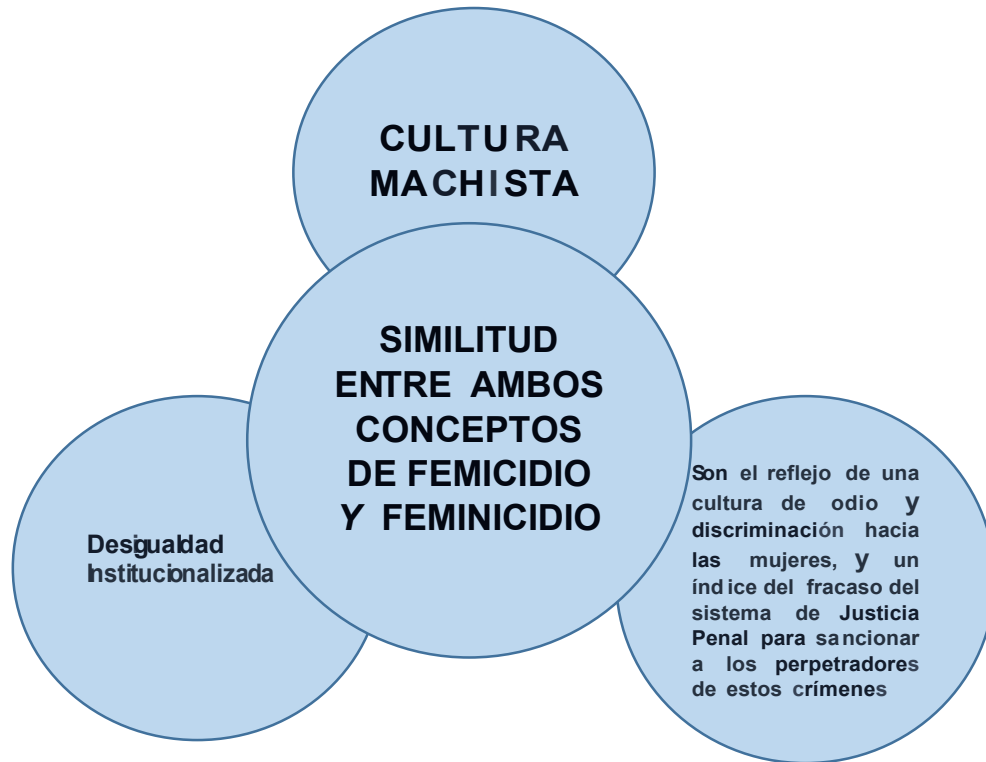 CULTURA
MACHISTA
SIMILITUD
ENTRE AMBOS
CONCEPTOS
DE FEMICIDIO
Y FEMINICIDIO
Desigualdad
Institucionalizada
Son el reflejo de una
cultura de odio y
discriminación hacia
las mujeres, y un
índice del fracaso del
sistema de Justicia
Penal para sancionar
a los perpetradores
de estos crímenes